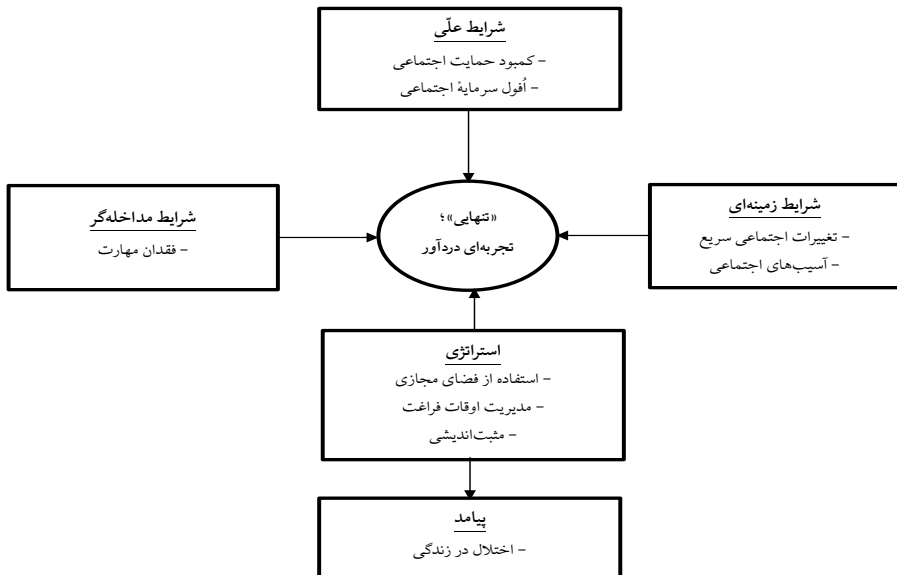 شرایط علّی
- کمبود حمایت اجتماعی
- اُفول سرمایهٔ اجتماعی
شرایط زمینه‌ای
- تغییرات اجتماعی سریع
- آسیب‌های اجتماعی
«تنهایی»؛
تجربه‌ای دردآور
شرایط مداخله‌گر
- فقدان مهارت
استراتژی
- استفاده از فضای مجازی
- مدیریت اوقات فراغت
- مثبت‌اندیشی
پیامد
- اختلال در زندگی